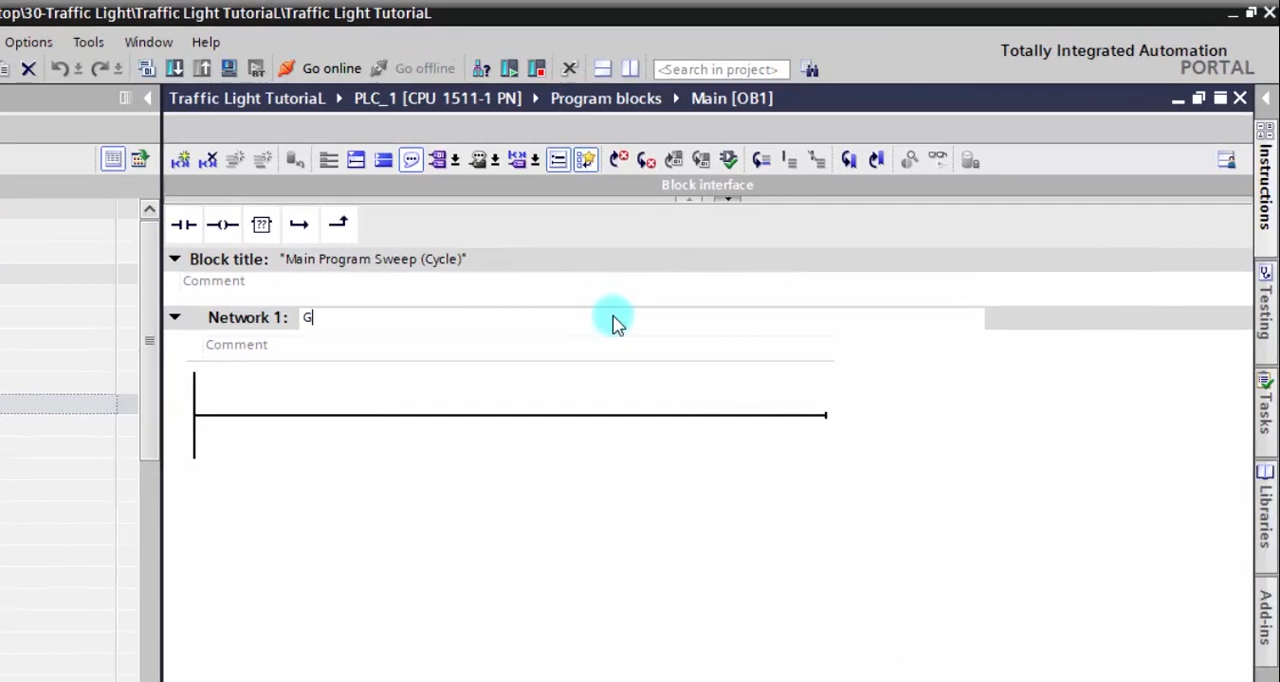 top\30-Traffic Light\Traffic Light TutoriaL\Traffic Light TutoriaL
Options Tools Window Help
Totally Integrated Automation
PORTAL
Go online Go offline <Search in project>
Traffic Light TutoriaL PLC_1 [CPU 1511-1 PN] Program blocks Main [OB1]
Block interface
??
Block title: "Main Program Sweep (Cycle)"
Comment
Network 1: G
Comment
Instructions
Testing
Tasks
Libraries
Add-ins